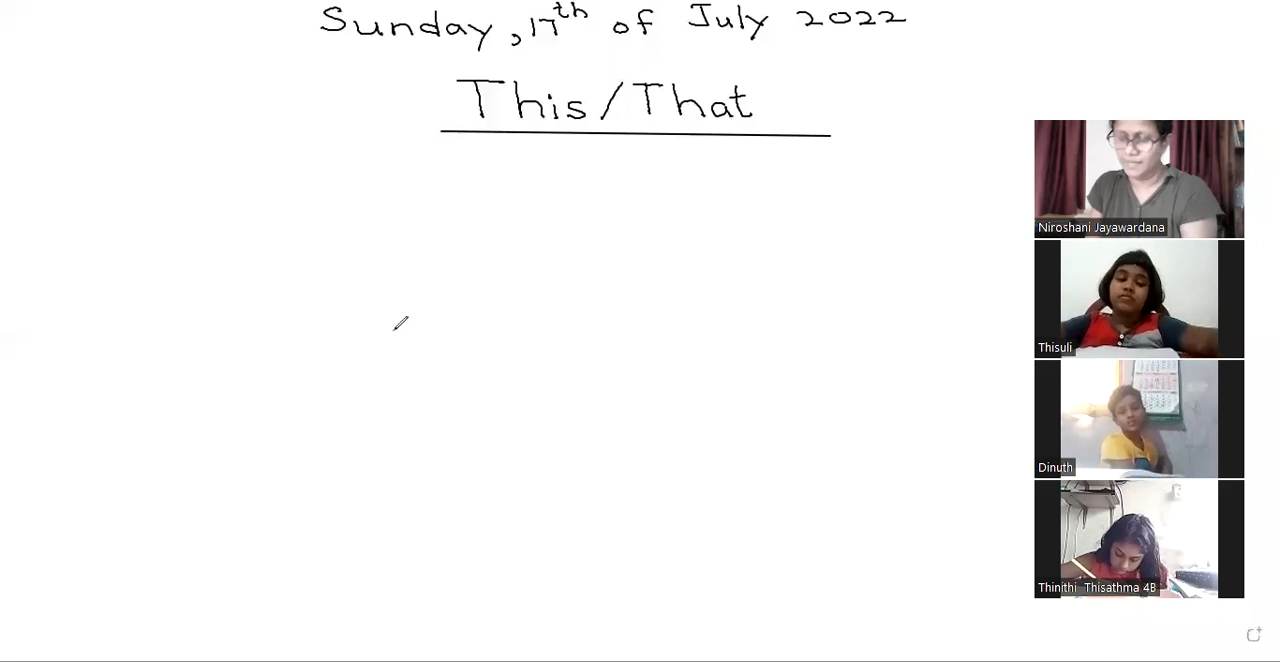 Sunday, 17th of July 2022
This/That
Niroshani Jayawardana
Thisuli
Dinuth
Thinithi Thisathma 4B